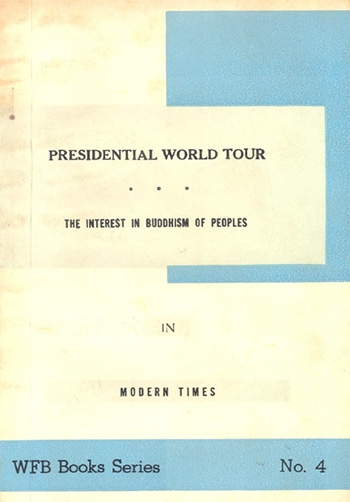 PRESIDENTIAL WORLD TOUR
• • •
THE INTEREST IN BUDDHISM OF PEOPLES
IN
MODERN TIMES
WFB Books Series No. 4